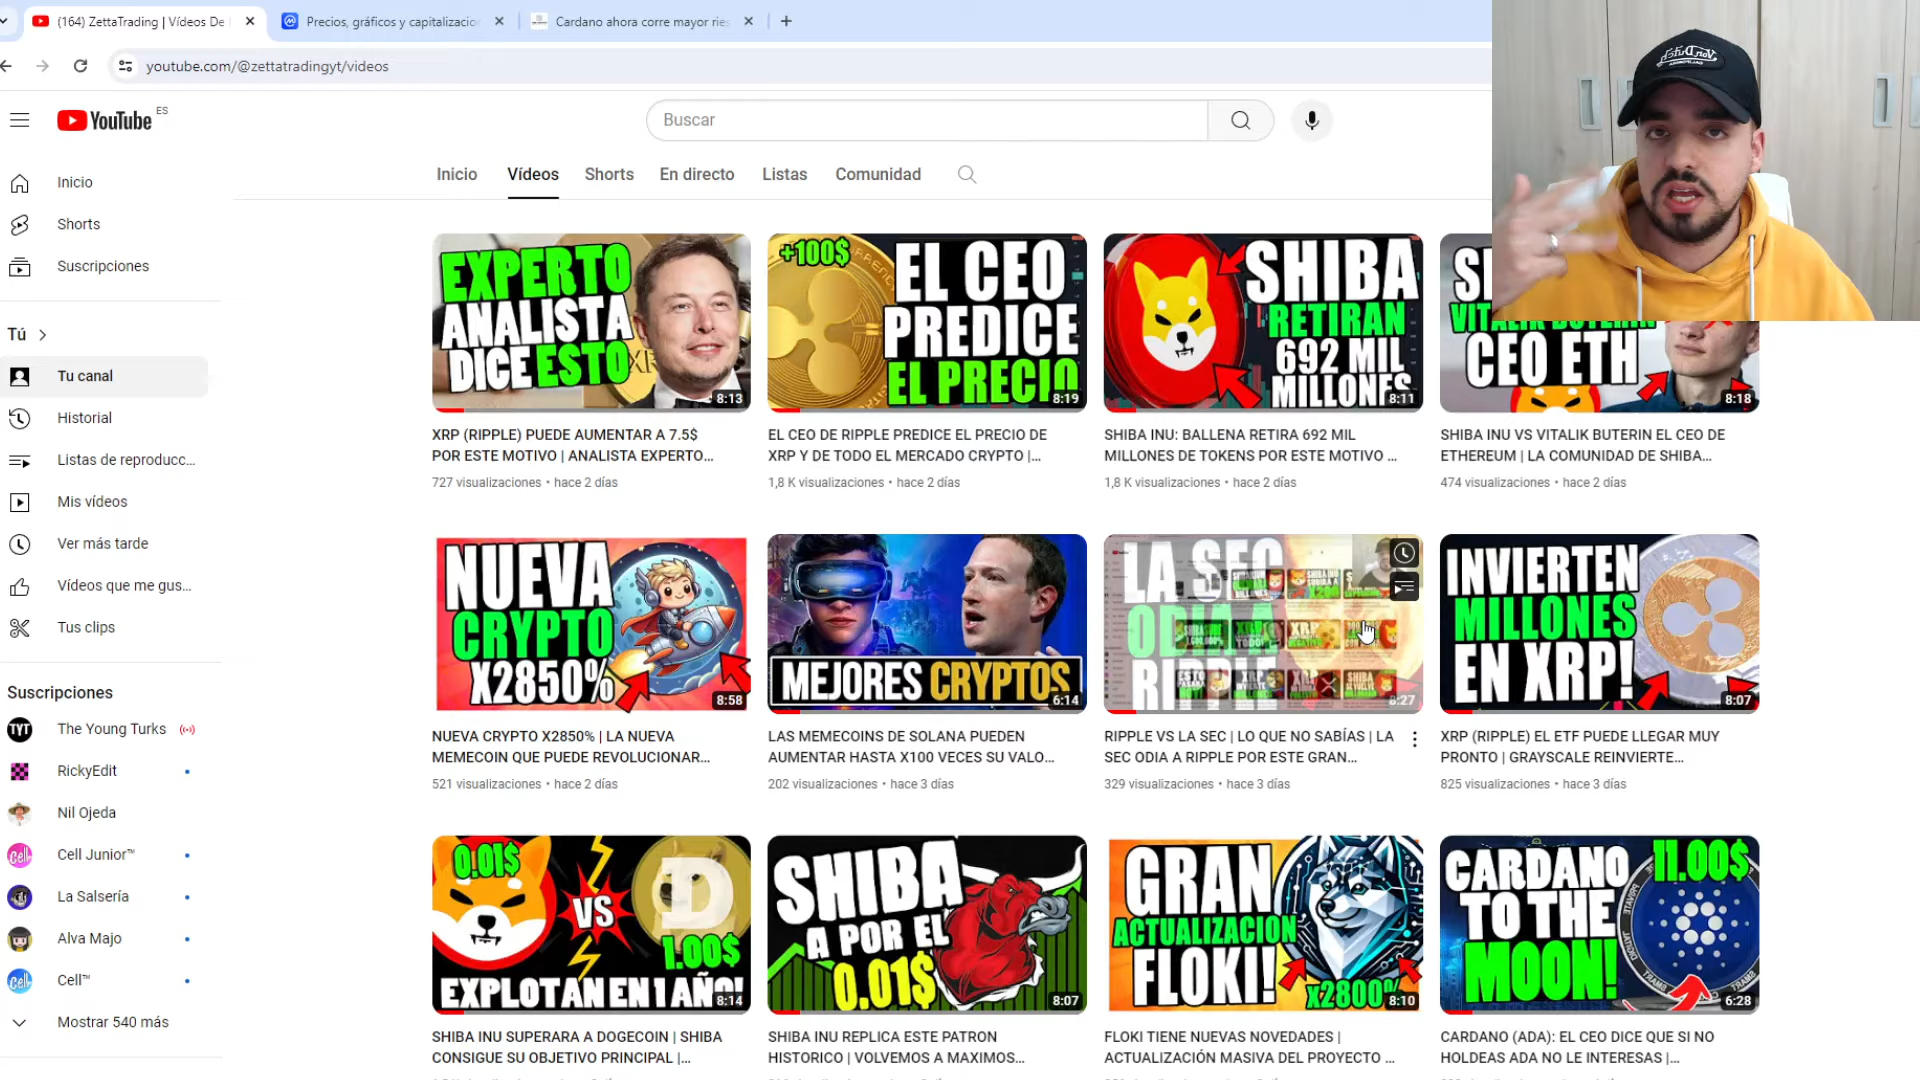 (164) ZettaTrading | Vídeos De
Precios, gráficos y capitalizacio
Cardano ahora corre mayor ries
youtube.com/@zettatradingyt/videos
YouTube ES
Buscar
Inicio
Vídeos
Shorts
En directo
Listas
Comunidad
Inicio
Shorts
Suscripciones
Tú
Tu canal
Historial
Listas de reproducc...
Mis vídeos
Ver más tarde
Vídeos que me gus...
Tus clips
Suscripciones
The Young Turks
RickyEdit
Nil Ojeda
Cell Junior™
La Salsería
Alva Majo
Cell™
Mostrar 540 más
EXPERTO
ANALISTA
DICE ESTO
8:13
XRP (RIPPLE) PUEDE AUMENTAR A 7.5$
POR ESTE MOTIVO | ANALISTA EXPERTO...
727 visualizaciones • hace 2 días
+100$
EL CEO
PREDICE
EL PRECIO
8:19
EL CEO DE RIPPLE PREDICE EL PRECIO DE
XRP Y DE TODO EL MERCADO CRYPTO |...
1,8 K visualizaciones • hace 2 días
SHIBA
RETIRAN
692 MIL
MILLONES
8:11
SHIBA INU: BALLENA RETIRA 692 MIL
MILLONES DE TOKENS POR ESTE MOTIVO ...
1,8 K visualizaciones • hace 2 días
VITALIK BUTERIN
CEO ETH
8:18
SHIBA INU VS VITALIK BUTERIN EL CEO DE
ETHEREUM | LA COMUNIDAD DE SHIBA...
474 visualizaciones • hace 2 días
NUEVA
CRYPTO
X2850%
8:58
NUEVA CRYPTO X2850% | LA NUEVA
MEMECOIN QUE PUEDE REVOLUCIONAR...
521 visualizaciones • hace 2 días
MEJORES CRYPTOS
6:14
LAS MEMECOINS DE SOLANA PUEDEN
AUMENTAR HASTA X100 VECES SU VALO...
202 visualizaciones • hace 3 días
LA SEC
ODIA A
RIPPLE
8:27
RIPPLE VS LA SEC | LO QUE NO SABÍAS | LA
SEC ODIA A RIPPLE POR ESTE GRAN...
329 visualizaciones • hace 3 días
INVIERTEN
MILLONES
EN XRP!
8:07
XRP (RIPPLE) EL ETF PUEDE LLEGAR MUY
PRONTO | GRAYSCALE REINVIERTE...
825 visualizaciones • hace 3 días
0.01$
VS
1.00$
EXPLOTAN EN 1 AÑO!
8:14
SHIBA INU SUPERARA A DOGECOIN | SHIBA
CONSIGUE SU OBJETIVO PRINCIPAL |...
SHIBA
A POR EL
0.01$
8:07
SHIBA INU REPLICA ESTE PATRON
HISTORICO | VOLVEMOS A MAXIMOS...
GRAN
ACTUALIZACION
FLOKI!
x2800%
8:10
FLOKI TIENE NUEVAS NOVEDADES |
ACTUALIZACIÓN MASIVA DEL PROYECTO ...
CARDANO 11.00$
TO THE
MOON!
6:28
CARDANO (ADA): EL CEO DICE QUE SI NO
HOLDEAS ADA NO LE INTERESAS |...